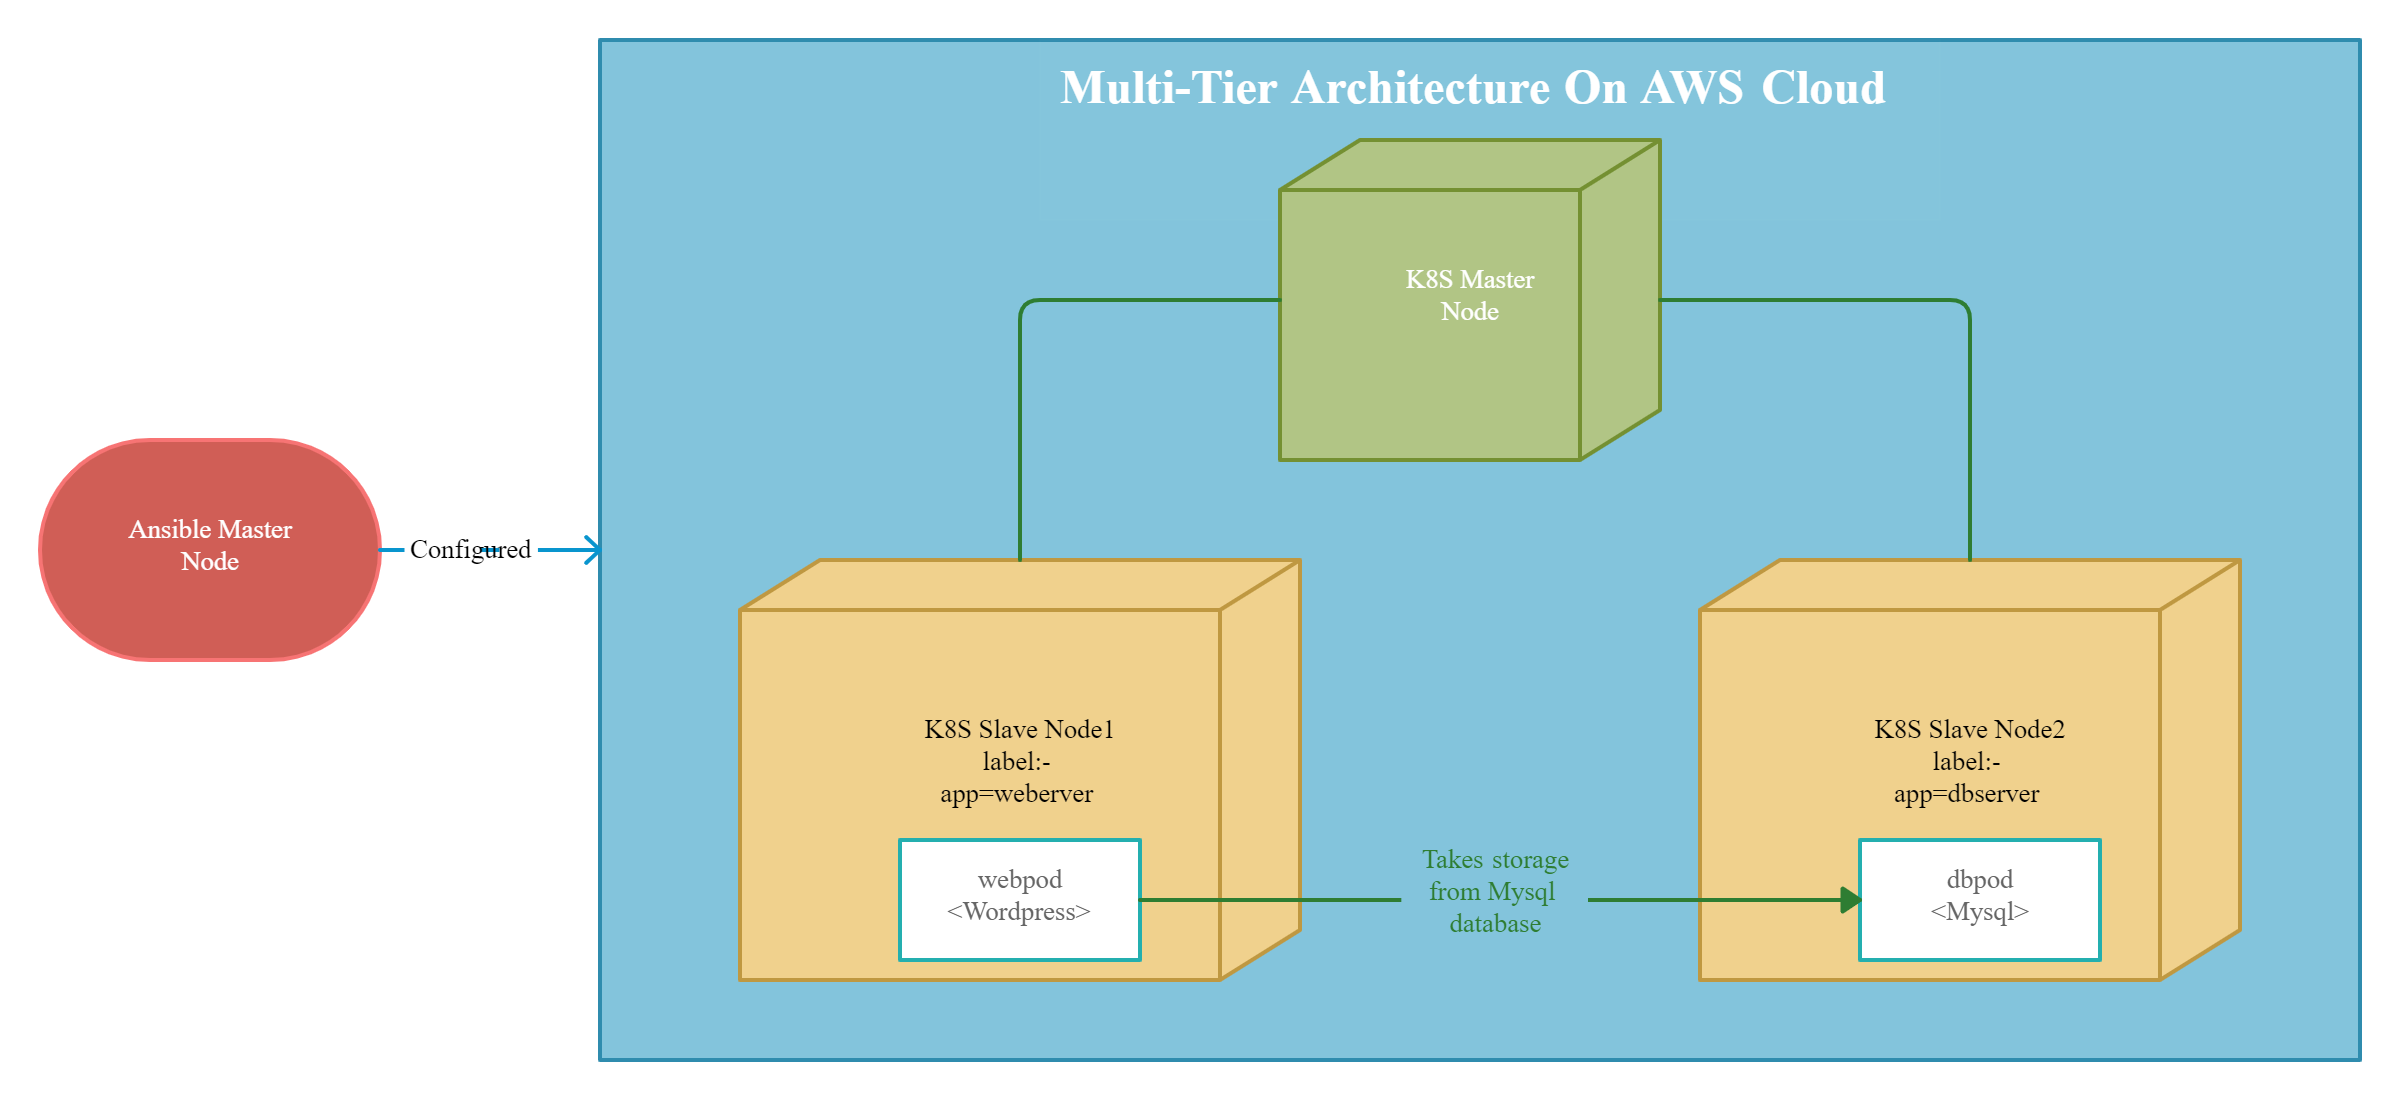 Multi-Tier Architecture On AWS Cloud
K8S Master
Node
Ansible Master
Node
Configured
K8S Slave Node1
label:-
app=weberver
K8S Slave Node2
label:-
app=dbserver
webpod
<Wordpress>
Takes storage
from Mysql
database
dbpod
<Mysql>